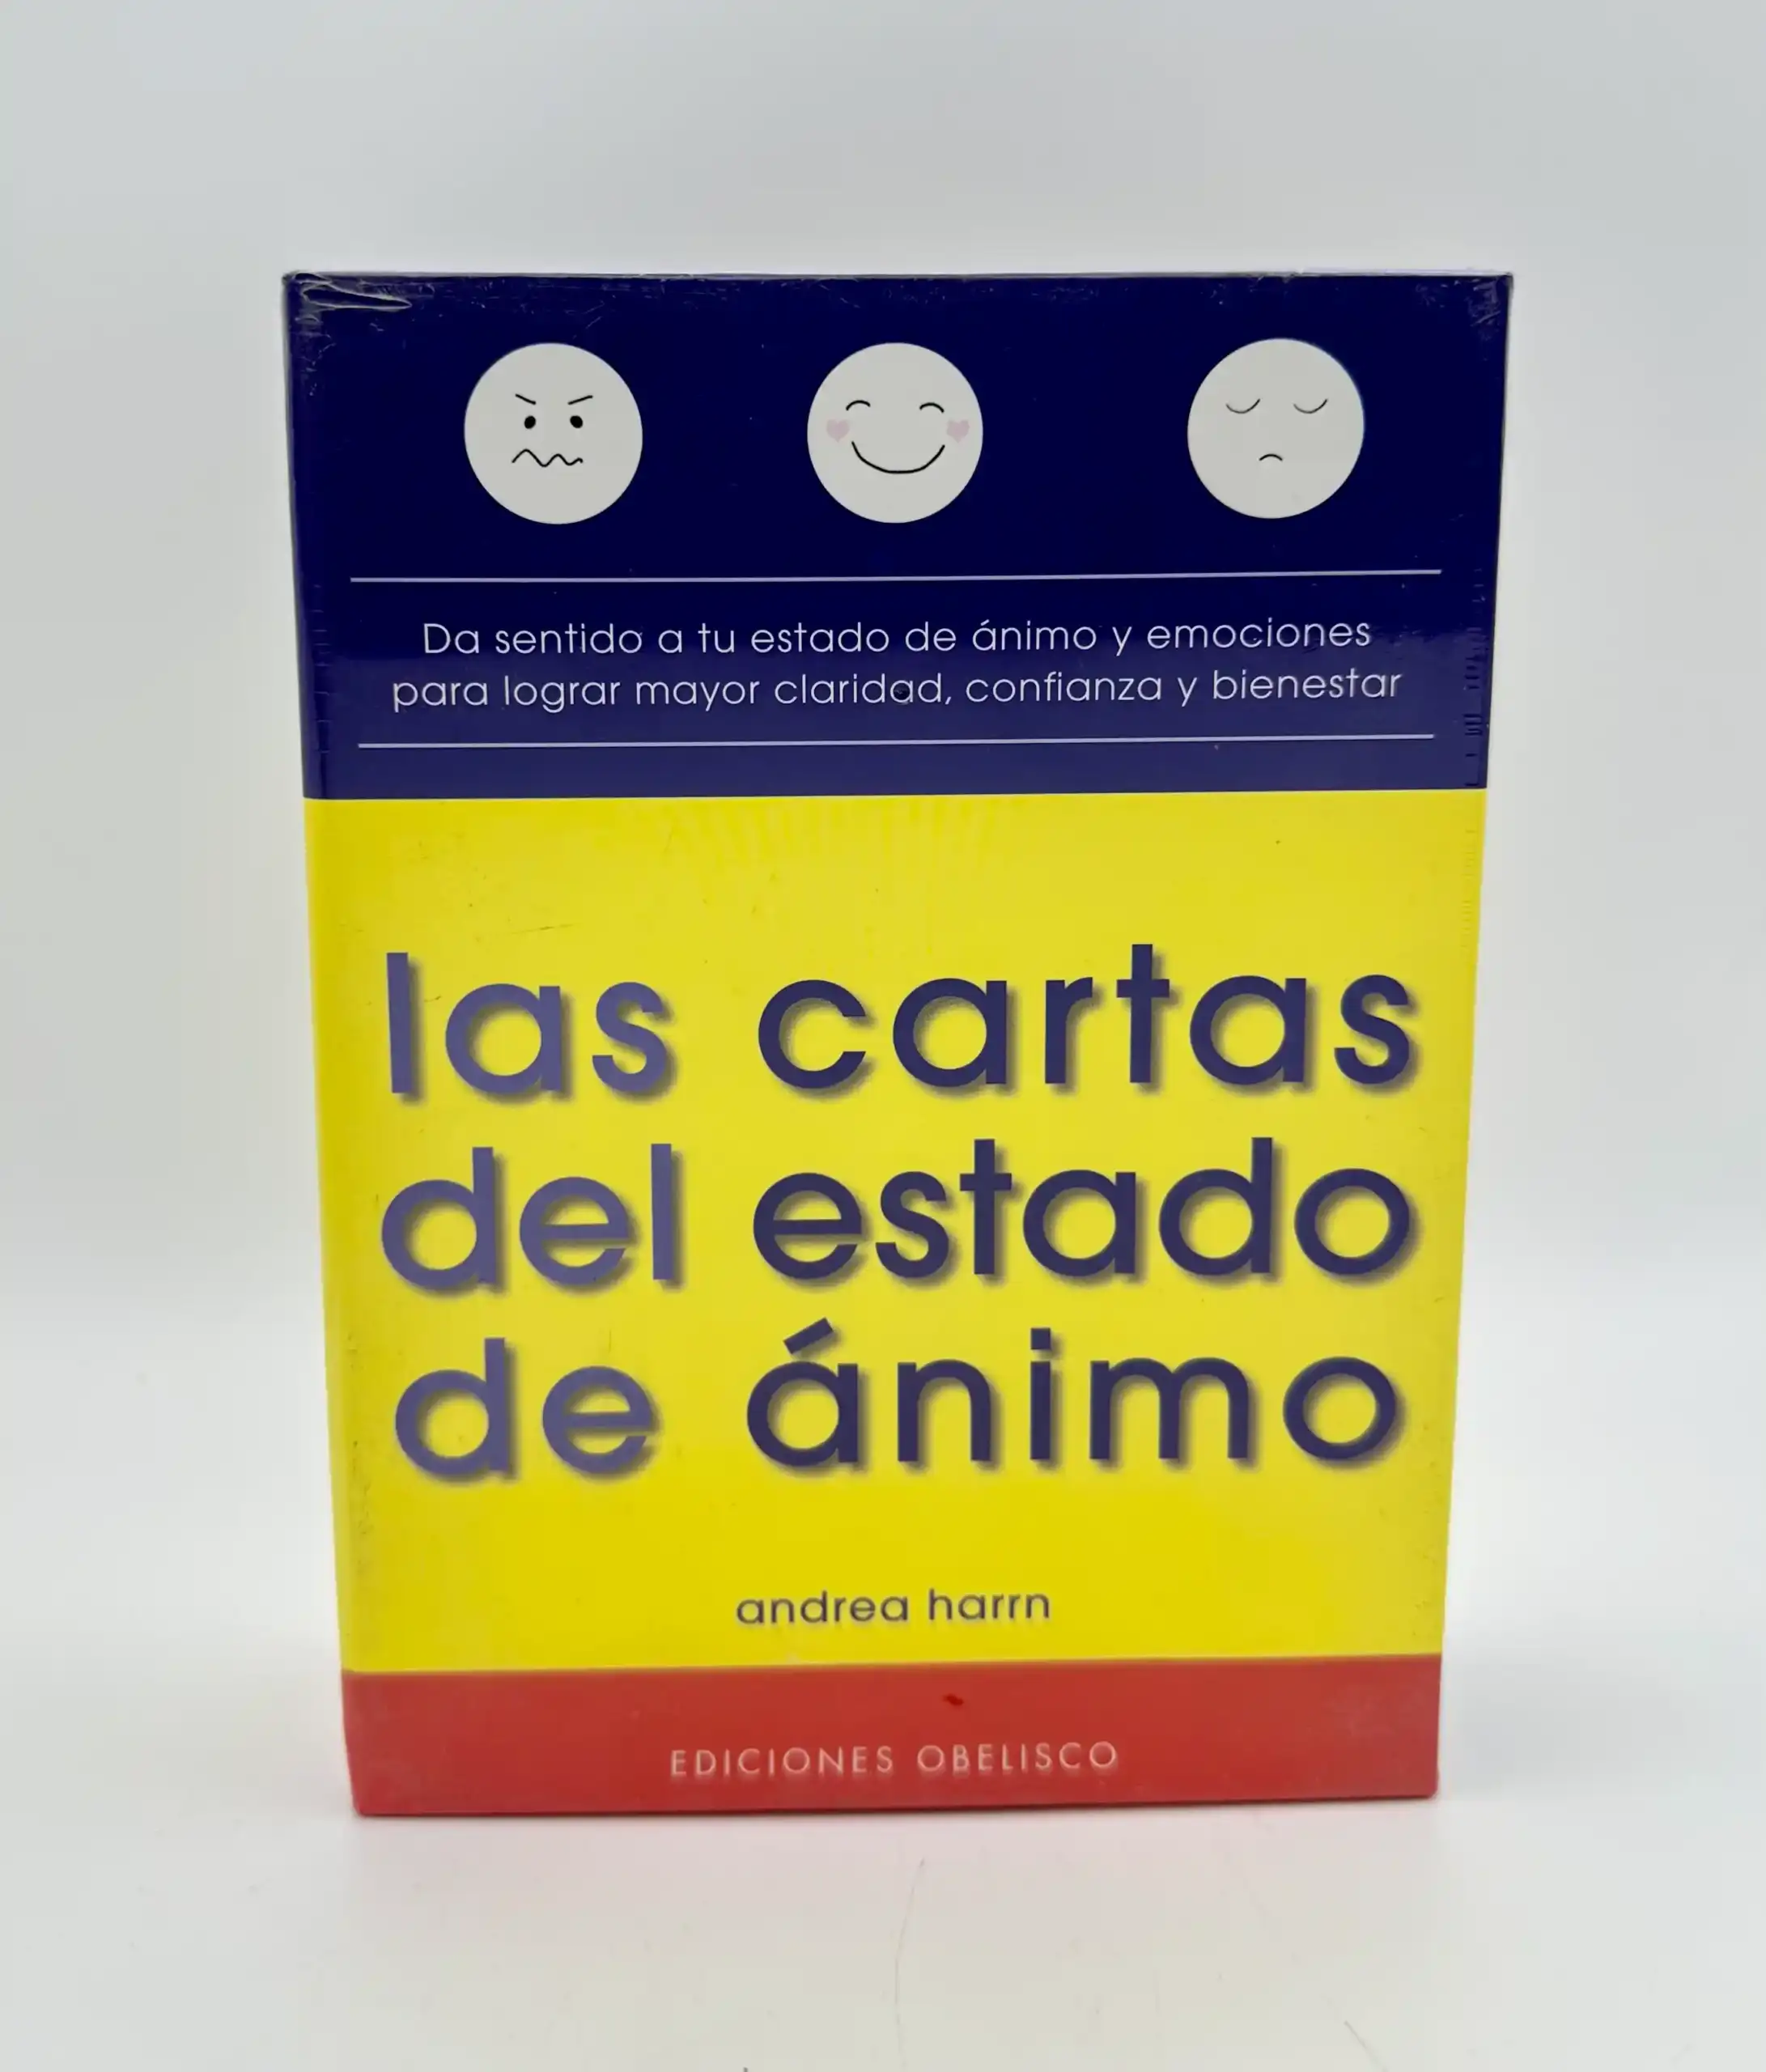 Da sentido a tu estado de ánimo y emociones
para lograr mayor claridad, confianza y bienestar
las cartas
del estado
de ánimo
andrea harrn
EDICIONES OBELISCO